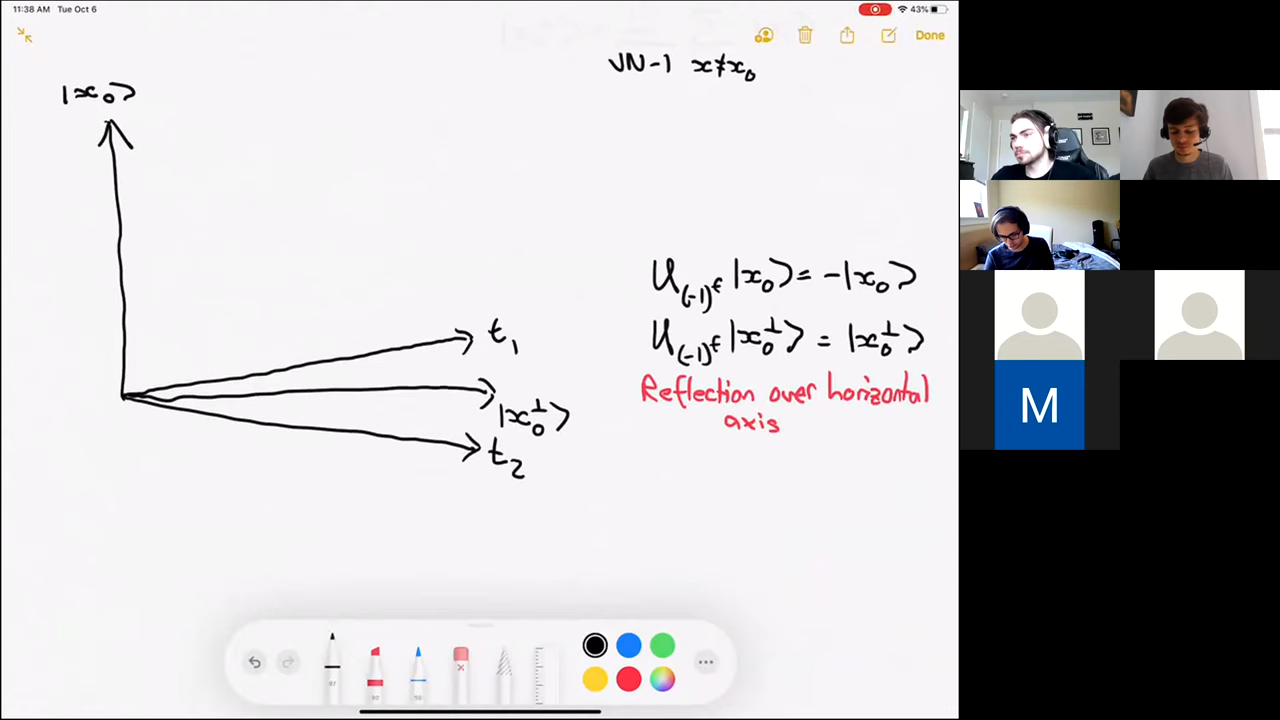 11:38 AM Tue Oct 6
43%
Done
√N-1 x≠x₀
|x₀⟩
U₍₋₁₎ᶠ |x₀⟩ = -|x₀⟩
t₁
U₍₋₁₎ᶠ |x₀^⊥⟩ = |x₀^⊥⟩
Reflection over horizontal
axis
|x₀^⊥⟩
t₂
M